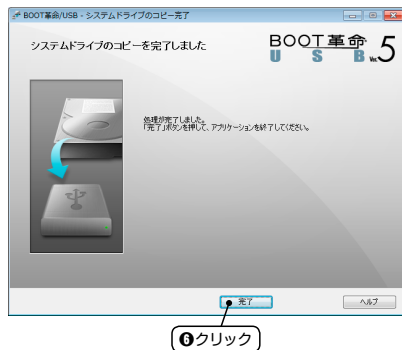 BOOT革命/USB - システムドライブのコピー完了
システムドライブのコピーを完了しました
BOOT革命
USB Ver.5
処理が完了しました。
「完了」ボタンを押して、アプリケーションを終了してください。
完了
ヘルプ
❻クリック